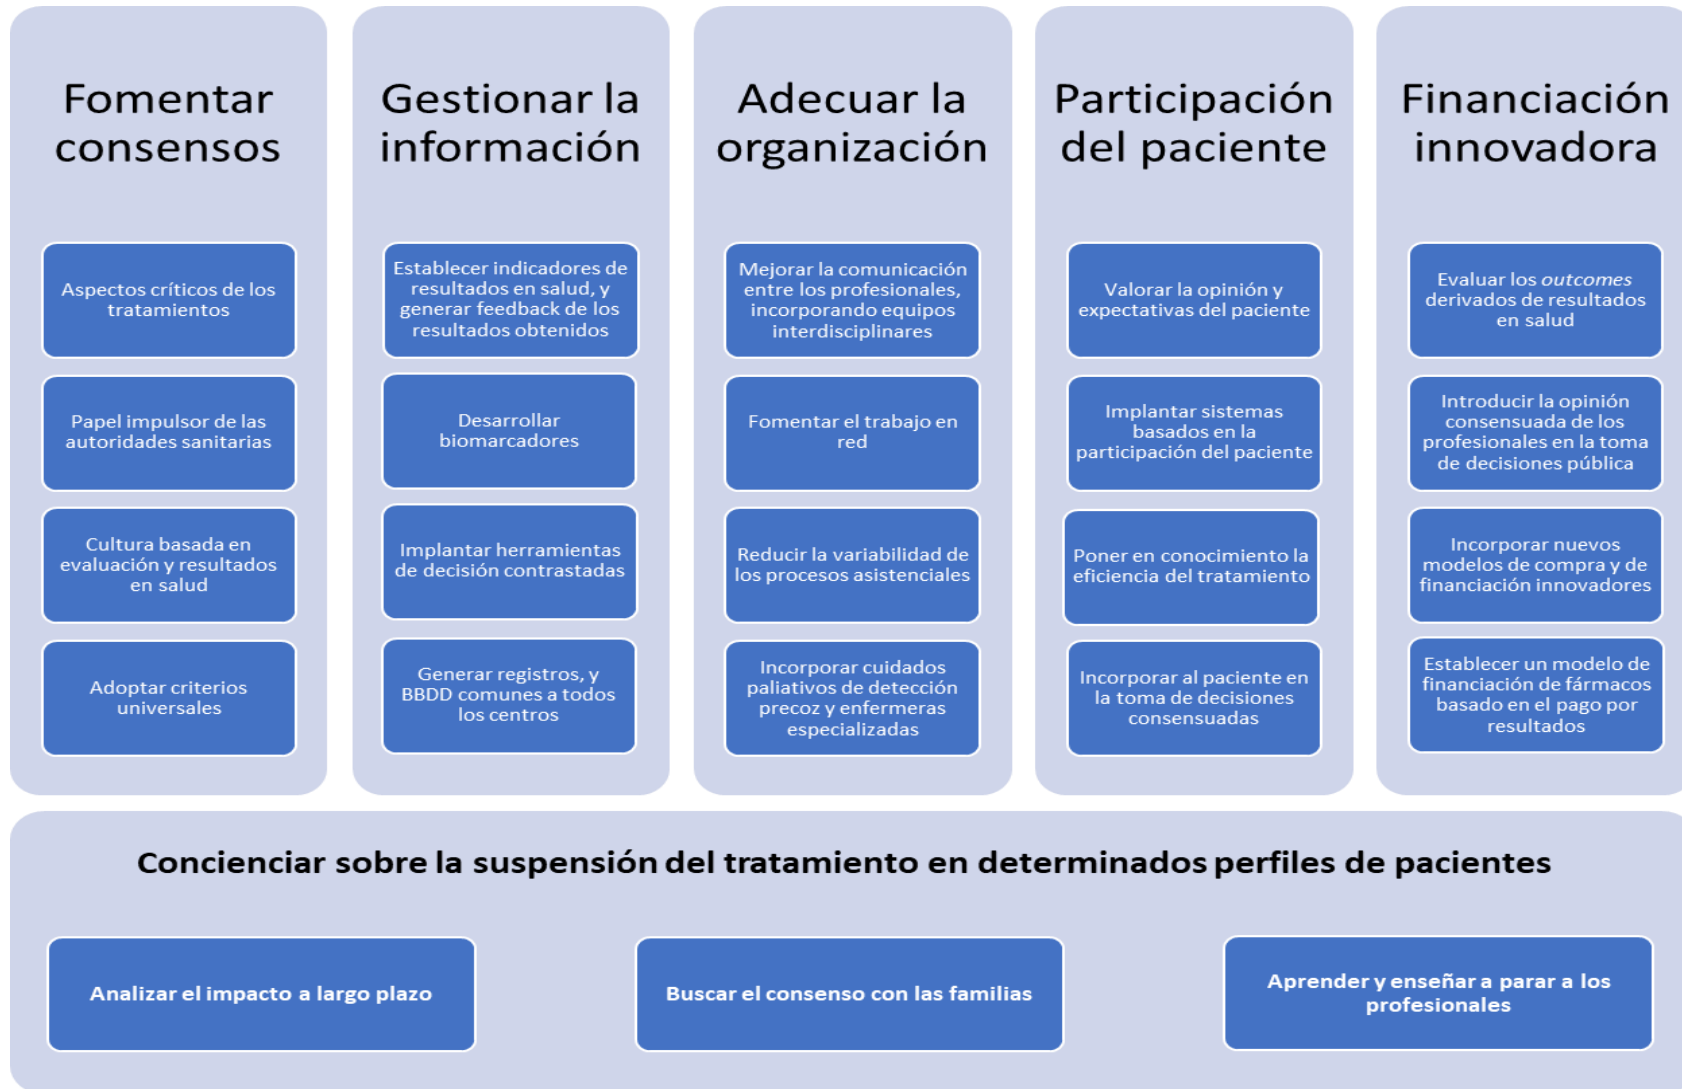 Fomentar
consensos
Aspectos críticos de los
tratamientos
Papel impulsor de las
autoridades sanitarias
Cultura basada en
evaluación y resultados
en salud
Adoptar criterios
universales
Gestionar la
información
Establecer indicadores de
resultados en salud, y
generar feedback de los
resultados obtenidos
Desarrollar
biomarcadores
Implantar herramientas
de decisión contrastadas
Generar registros, y
BBDD comunes a todos
los centros
Adecuar la
organización
Mejorar la comunicación
entre los profesionales,
incorporando equipos
interdisciplinares
Fomentar el trabajo en
red
Reducir la variabilidad de
los procesos asistenciales
Incorporar cuidados
paliativos de detección
precoz y enfermeras
especializadas
Participación
del paciente
Valorar la opinión y
expectativas del paciente
Implantar sistemas
basados en la
participación del paciente
Poner en conocimiento la
eficiencia del tratamiento
Incorporar al paciente en
la toma de decisiones
consensuadas
Financiación
innovadora
Evaluar los outcomes
derivados de resultados
en salud
Introducir la opinión
consensuada de los
profesionales en la toma
de decisiones pública
Incorporar nuevos
modelos de compra y de
financiación innovadores
Establecer un modelo de
financiación de fármacos
basado en el pago por
resultados
Concienciar sobre la suspensión del tratamiento en determinados perfiles de pacientes
Analizar el impacto a largo plazo
Buscar el consenso con las familias
Aprender y enseñar a parar a los
profesionales